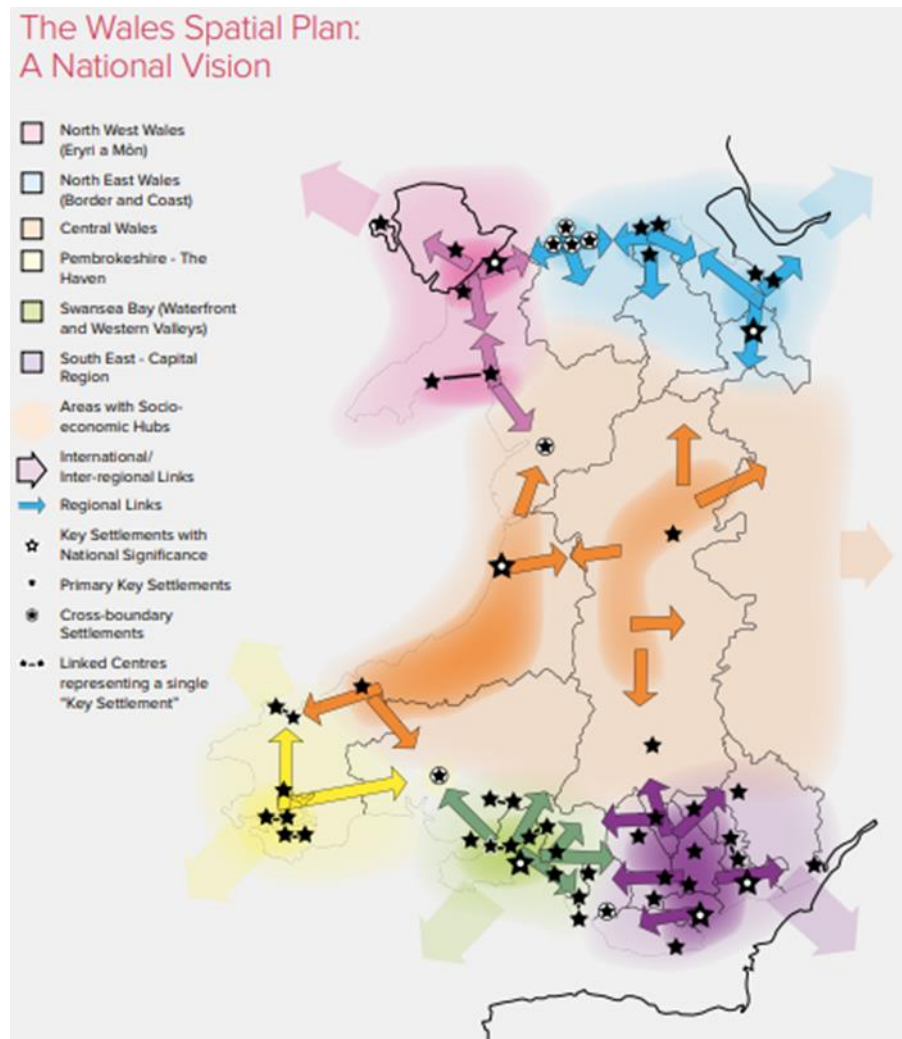 The Wales Spatial Plan:
A National Vision
North West Wales
(Eryri a Môn)
North East Wales
(Border and Coast)
Central Wales
Pembrokeshire - The
Haven
Swansea Bay (Waterfront
and Western Valleys)
South East - Capital
Region
Areas with Socio-
economic Hubs
International/
Inter-regional Links
Regional Links
Key Settlements with
National Significance
Primary Key Settlements
Cross-boundary
Settlements
Linked Centres
representing a single
"Key Settlement"